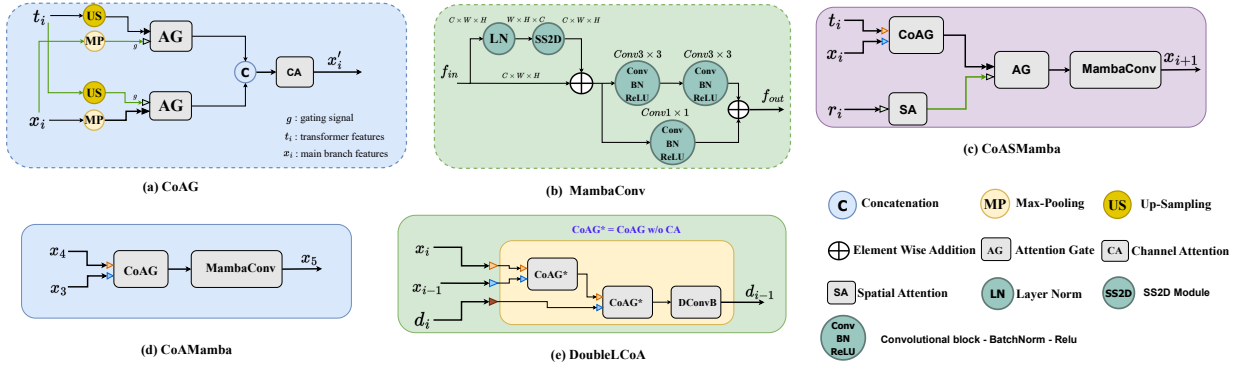 t_i
US
MP
AG
g
C
CA
x'_i
US
g
x_i
MP
AG
g : gating signal
t_i : transformer features
x_i : main branch features
(a) CoAG
C × W × H
W × H × C
C × W × H
LN
SS2D
f_in
C × W × H
Conv3 × 3
Conv3 × 3
Conv
BN
ReLU
Conv
BN
ReLU
f_out
Conv1 × 1
Conv
BN
ReLU
(b) MambaConv
t_i
x_i
CoAG
AG
MambaConv
x_{i+1}
r_i
SA
(c) CoASMamba
x_4
x_3
CoAG
MambaConv
x_5
(d) CoAMamba
CoAG* = CoAG w/o CA
x_i
x_{i−1}
d_i
CoAG*
CoAG*
DConvB
d_{i−1}
(e) DoubleLCoA
C
Concatenation
MP
Max-Pooling
US
Up-Sampling
Element Wise Addition
AG
Attention Gate
CA
Channel Attention
SA
Spatial Attention
LN
Layer Norm
SS2D
SS2D Module
Conv
BN
ReLU
Convolutional block - BatchNorm - Relu